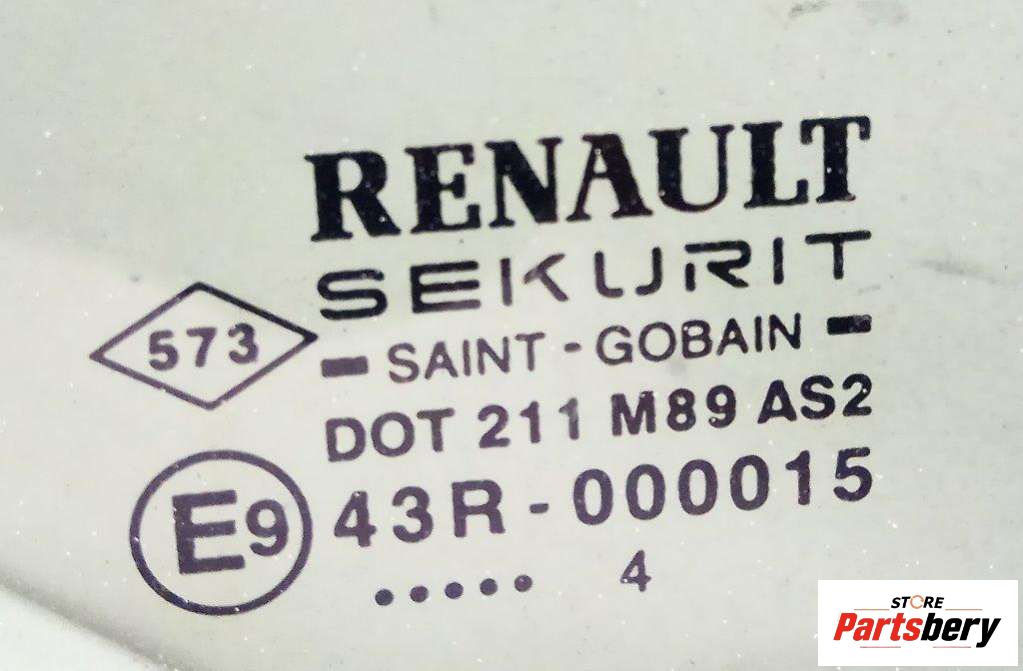 RENAULT
SEKURIT
573
SAINT-GOBAIN
DOT 211 M89 AS2
E9
43R-000015
..... 4
STORE
Partsbery